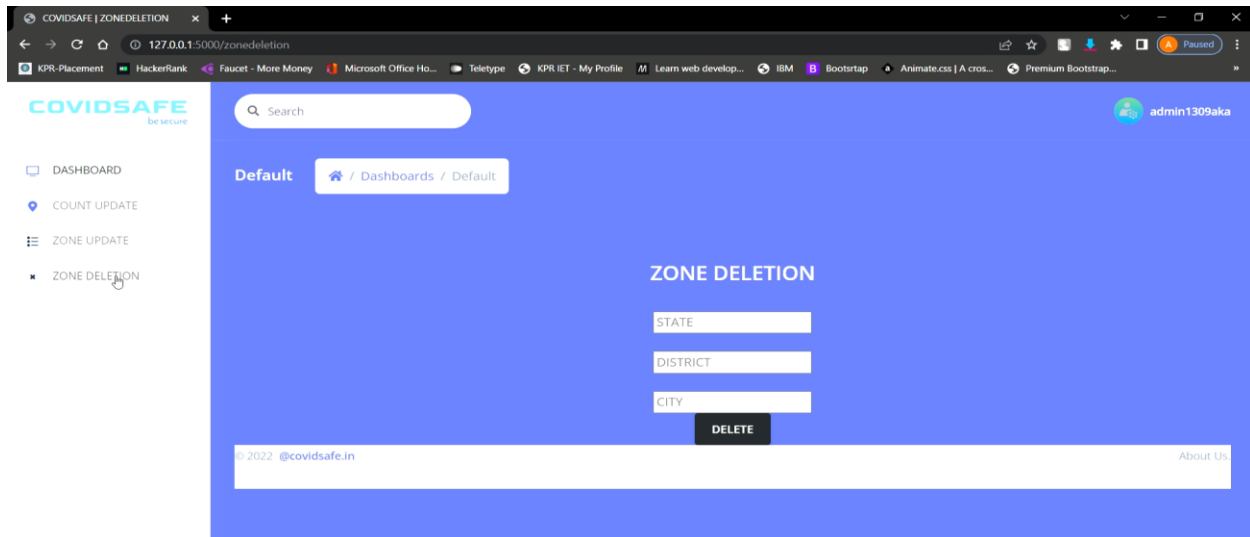 COVIDSAFE | ZONEDELETION
127.0.0.1:5000/zonedeletion
Paused
KPR-Placement HackerRank Faucet - More Money Microsoft Office Ho... Teletype KPR IET - My Profile Learn web develop... IBM Bootsrtap Animate.css | A cros... Premium Bootstrap...
COVIDSAFE
be secure
Search
admin1309aka
DASHBOARD
COUNT UPDATE
ZONE UPDATE
ZONE DELETION
Default
/ Dashboards / Default
ZONE DELETION
STATE
DISTRICT
CITY
DELETE
© 2022 @covidsafe.in
About Us.